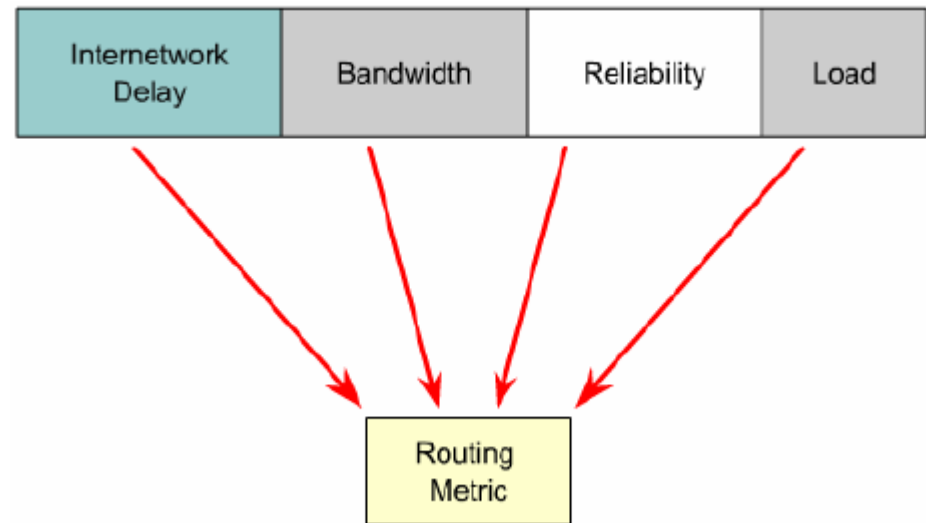 Internetwork
Delay
Bandwidth
Reliability
Load
Routing
Metric